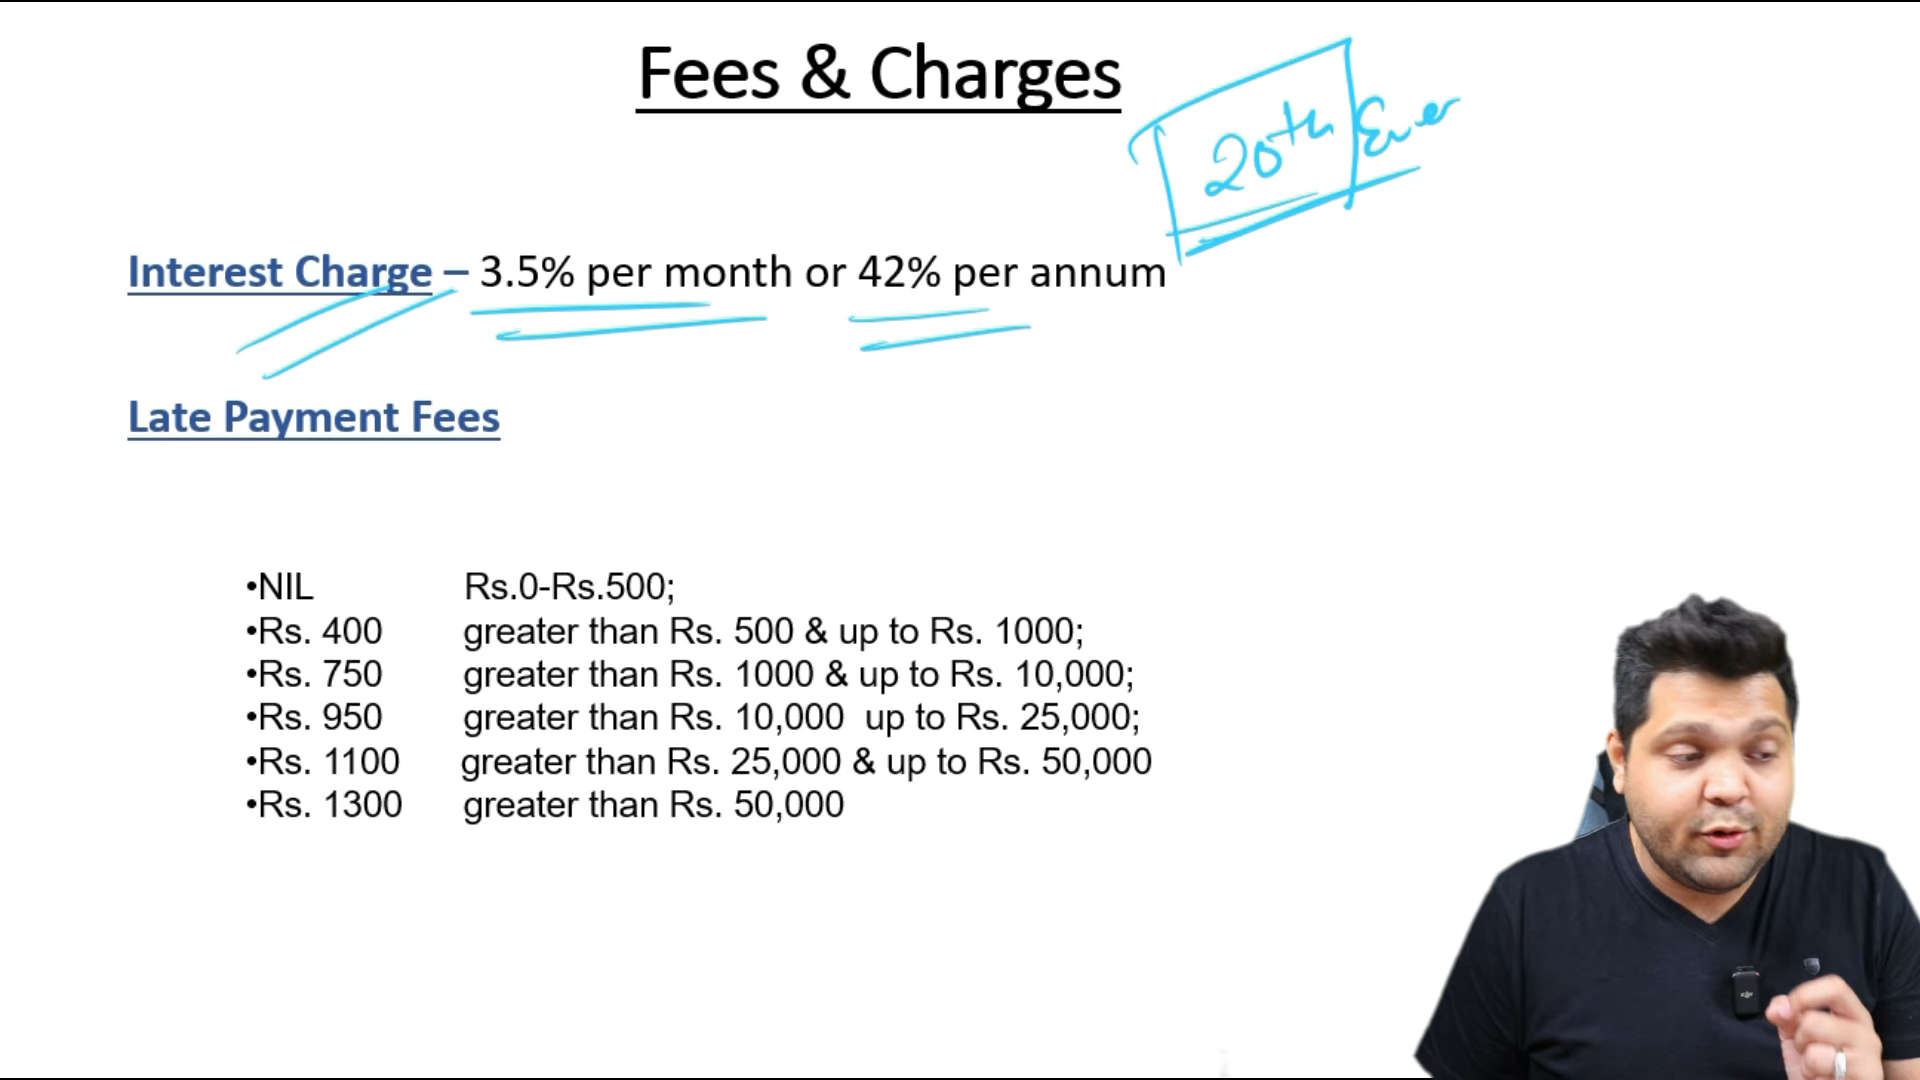 Fees & Charges
20th Ever
Interest Charge – 3.5% per month or 42% per annum
Late Payment Fees
•NIL Rs.0-Rs.500;
•Rs. 400 greater than Rs. 500 & up to Rs. 1000;
•Rs. 750 greater than Rs. 1000 & up to Rs. 10,000;
•Rs. 950 greater than Rs. 10,000 up to Rs. 25,000;
•Rs. 1100 greater than Rs. 25,000 & up to Rs. 50,000
•Rs. 1300 greater than Rs. 50,000